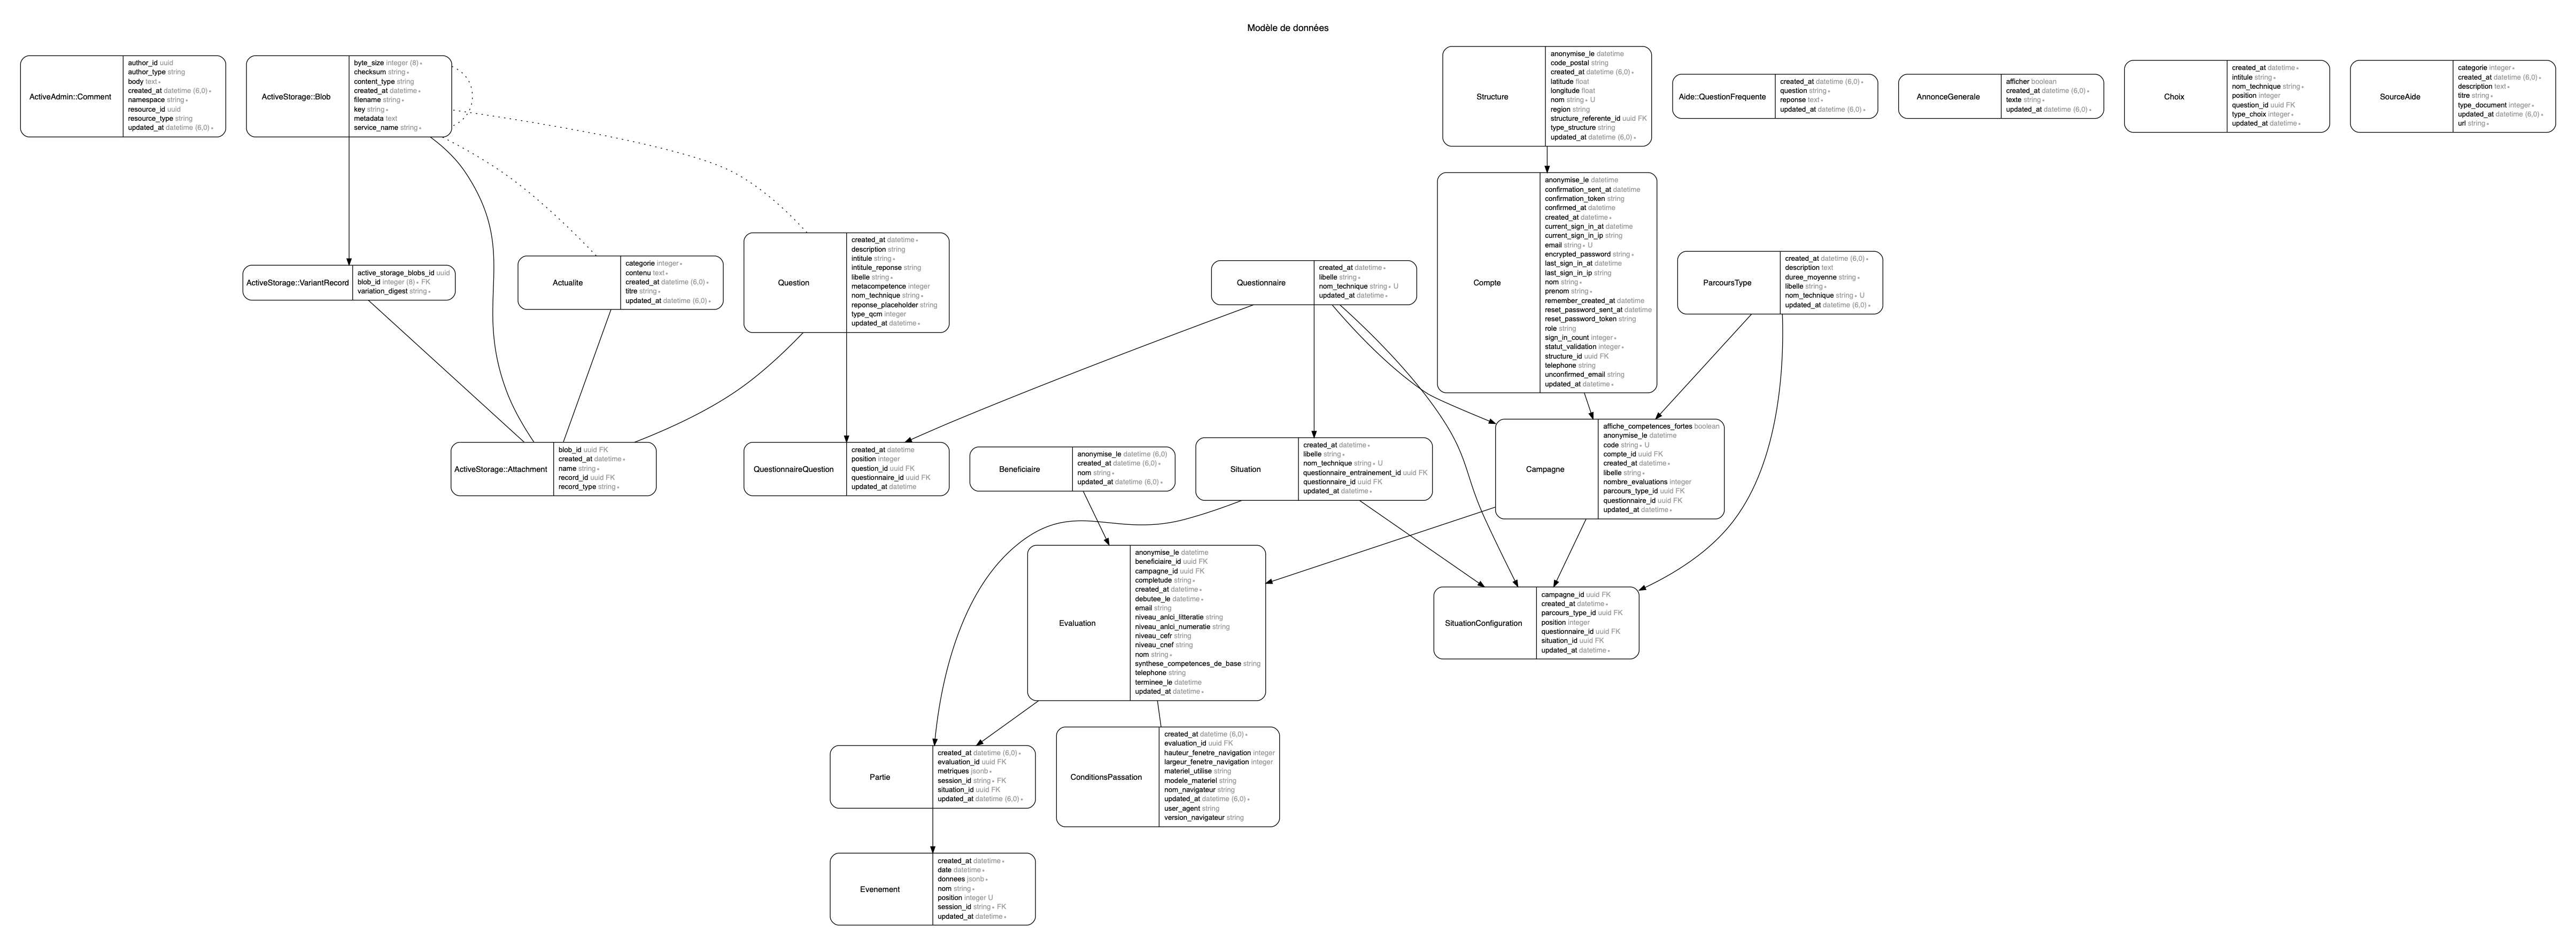 Modèle de données
ActiveAdmin::Comment
author_id uuid
author_type string
body text ∗
created_at datetime (6,0) ∗
namespace string ∗
resource_id uuid
resource_type string
updated_at datetime (6,0) ∗
ActiveStorage::Blob
byte_size integer (8) ∗
checksum string ∗
content_type string
created_at datetime ∗
filename string ∗
key string ∗
metadata text
service_name string ∗
Structure
anonymise_le datetime
code_postal string
created_at datetime (6,0) ∗
latitude float
longitude float
nom string ∗ U
region string
structure_referente_id uuid FK
type_structure string
updated_at datetime (6,0) ∗
Aide::QuestionFrequente
created_at datetime (6,0) ∗
question string ∗
reponse text ∗
updated_at datetime (6,0) ∗
AnnonceGenerale
afficher boolean
created_at datetime (6,0) ∗
texte string ∗
updated_at datetime (6,0) ∗
Choix
created_at datetime ∗
intitule string ∗
nom_technique string ∗
position integer
question_id uuid FK
type_choix integer ∗
updated_at datetime ∗
SourceAide
categorie integer ∗
created_at datetime (6,0) ∗
description text ∗
titre string ∗
type_document integer ∗
updated_at datetime (6,0) ∗
url string ∗
ActiveStorage::VariantRecord
active_storage_blobs_id uuid
blob_id integer (8) ∗ FK
variation_digest string ∗
Actualite
categorie integer ∗
contenu text ∗
created_at datetime (6,0) ∗
titre string ∗
updated_at datetime (6,0) ∗
Question
created_at datetime ∗
description string
intitule string ∗
intitule_reponse string
libelle string ∗
metacompetence integer
nom_technique string ∗
reponse_placeholder string
type_qcm integer
updated_at datetime ∗
Questionnaire
created_at datetime ∗
libelle string ∗
nom_technique string ∗ U
updated_at datetime ∗
Compte
anonymise_le datetime
confirmation_sent_at datetime
confirmation_token string
confirmed_at datetime
created_at datetime ∗
current_sign_in_at datetime
current_sign_in_ip string
email string ∗ U
encrypted_password string ∗
last_sign_in_at datetime
last_sign_in_ip string
nom string ∗
prenom string ∗
remember_created_at datetime
reset_password_sent_at datetime
reset_password_token string
role string
sign_in_count integer ∗
statut_validation integer ∗
structure_id uuid FK
telephone string
unconfirmed_email string
updated_at datetime ∗
ParcoursType
created_at datetime (6,0) ∗
description text
duree_moyenne string ∗
libelle string ∗
nom_technique string ∗ U
updated_at datetime (6,0) ∗
ActiveStorage::Attachment
blob_id uuid FK
created_at datetime ∗
name string ∗
record_id uuid FK
record_type string ∗
QuestionnaireQuestion
created_at datetime
position integer
question_id uuid FK
questionnaire_id uuid FK
updated_at datetime
Beneficiaire
anonymise_le datetime (6,0)
created_at datetime (6,0) ∗
nom string ∗
updated_at datetime (6,0) ∗
Situation
created_at datetime ∗
libelle string ∗
nom_technique string ∗ U
questionnaire_entrainement_id uuid FK
questionnaire_id uuid FK
updated_at datetime ∗
Campagne
affiche_competences_fortes boolean
anonymise_le datetime
code string ∗ U
compte_id uuid FK
created_at datetime ∗
libelle string ∗
nombre_evaluations integer
parcours_type_id uuid FK
questionnaire_id uuid FK
updated_at datetime ∗
Evaluation
anonymise_le datetime
beneficiaire_id uuid FK
campagne_id uuid FK
completude string ∗
created_at datetime ∗
debutee_le datetime ∗
email string
niveau_anlci_litteratie string
niveau_anlci_numeratie string
niveau_cefr string
niveau_cnef string
nom string ∗
synthese_competences_de_base string
telephone string
terminee_le datetime
updated_at datetime ∗
SituationConfiguration
campagne_id uuid FK
created_at datetime ∗
parcours_type_id uuid FK
position integer
questionnaire_id uuid FK
situation_id uuid FK
updated_at datetime ∗
Partie
created_at datetime (6,0) ∗
evaluation_id uuid FK
metriques jsonb ∗
session_id string ∗ FK
situation_id uuid FK
updated_at datetime (6,0) ∗
ConditionsPassation
created_at datetime (6,0) ∗
evaluation_id uuid FK
hauteur_fenetre_navigation integer
largeur_fenetre_navigation integer
materiel_utilise string
modele_materiel string
nom_navigateur string
updated_at datetime (6,0) ∗
user_agent string
version_navigateur string
Evenement
created_at datetime ∗
date datetime ∗
donnees jsonb ∗
nom string ∗
position integer U
session_id string ∗ FK
updated_at datetime ∗